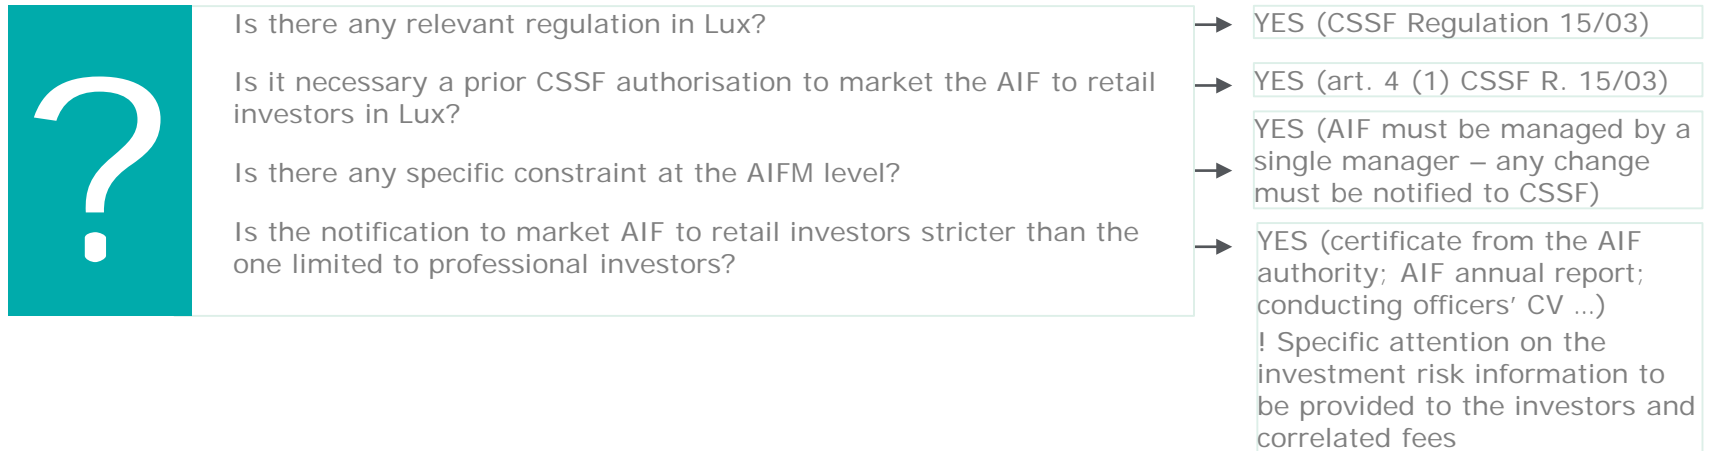 ?
Is there any relevant regulation in Lux?
YES (CSSF Regulation 15/03)
Is it necessary a prior CSSF authorisation to market the AIF to retail
investors in Lux?
YES (art. 4 (1) CSSF R. 15/03)
Is there any specific constraint at the AIFM level?
YES (AIF must be managed by a
single manager – any change
must be notified to CSSF)
Is the notification to market AIF to retail investors stricter than the
one limited to professional investors?
YES (certificate from the AIF
authority; AIF annual report;
conducting officers’ CV …)
! Specific attention on the
investment risk information to
be provided to the investors and
correlated fees